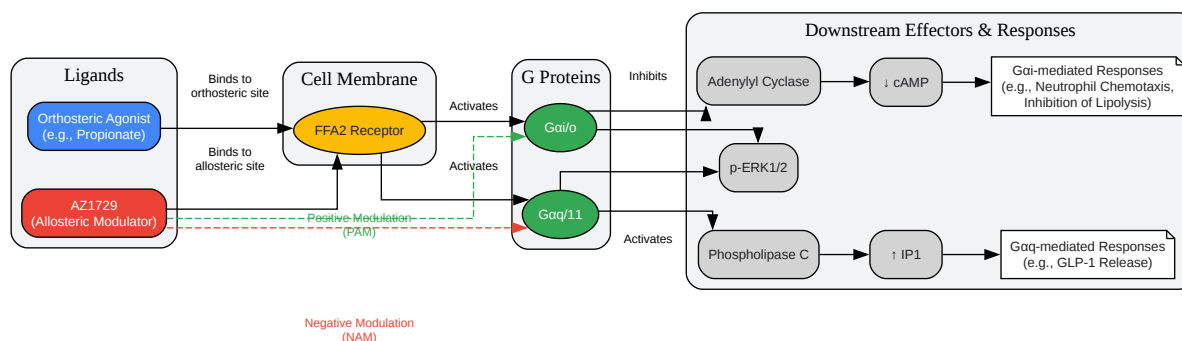 Downstream Effectors & Responses
Ligands
Cell Membrane
G Proteins
Binds to
orthosteric site
Orthosteric Agonist
(e.g., Propionate)
Binds to
allosteric site
AZ1729
(Allosteric Modulator)
FFA2 Receptor
Activates
Activates
Positive Modulation
(PAM)
Negative Modulation
(NAM)
Gαi/o
Gαq/11
Inhibits
Activates
Adenylyl Cyclase
↓ cAMP
Gαi-mediated Responses
(e.g., Neutrophil Chemotaxis,
Inhibition of Lipolysis)
p-ERK1/2
Phospholipase C
↑ IP1
Gαq-mediated Responses
(e.g., GLP-1 Release)